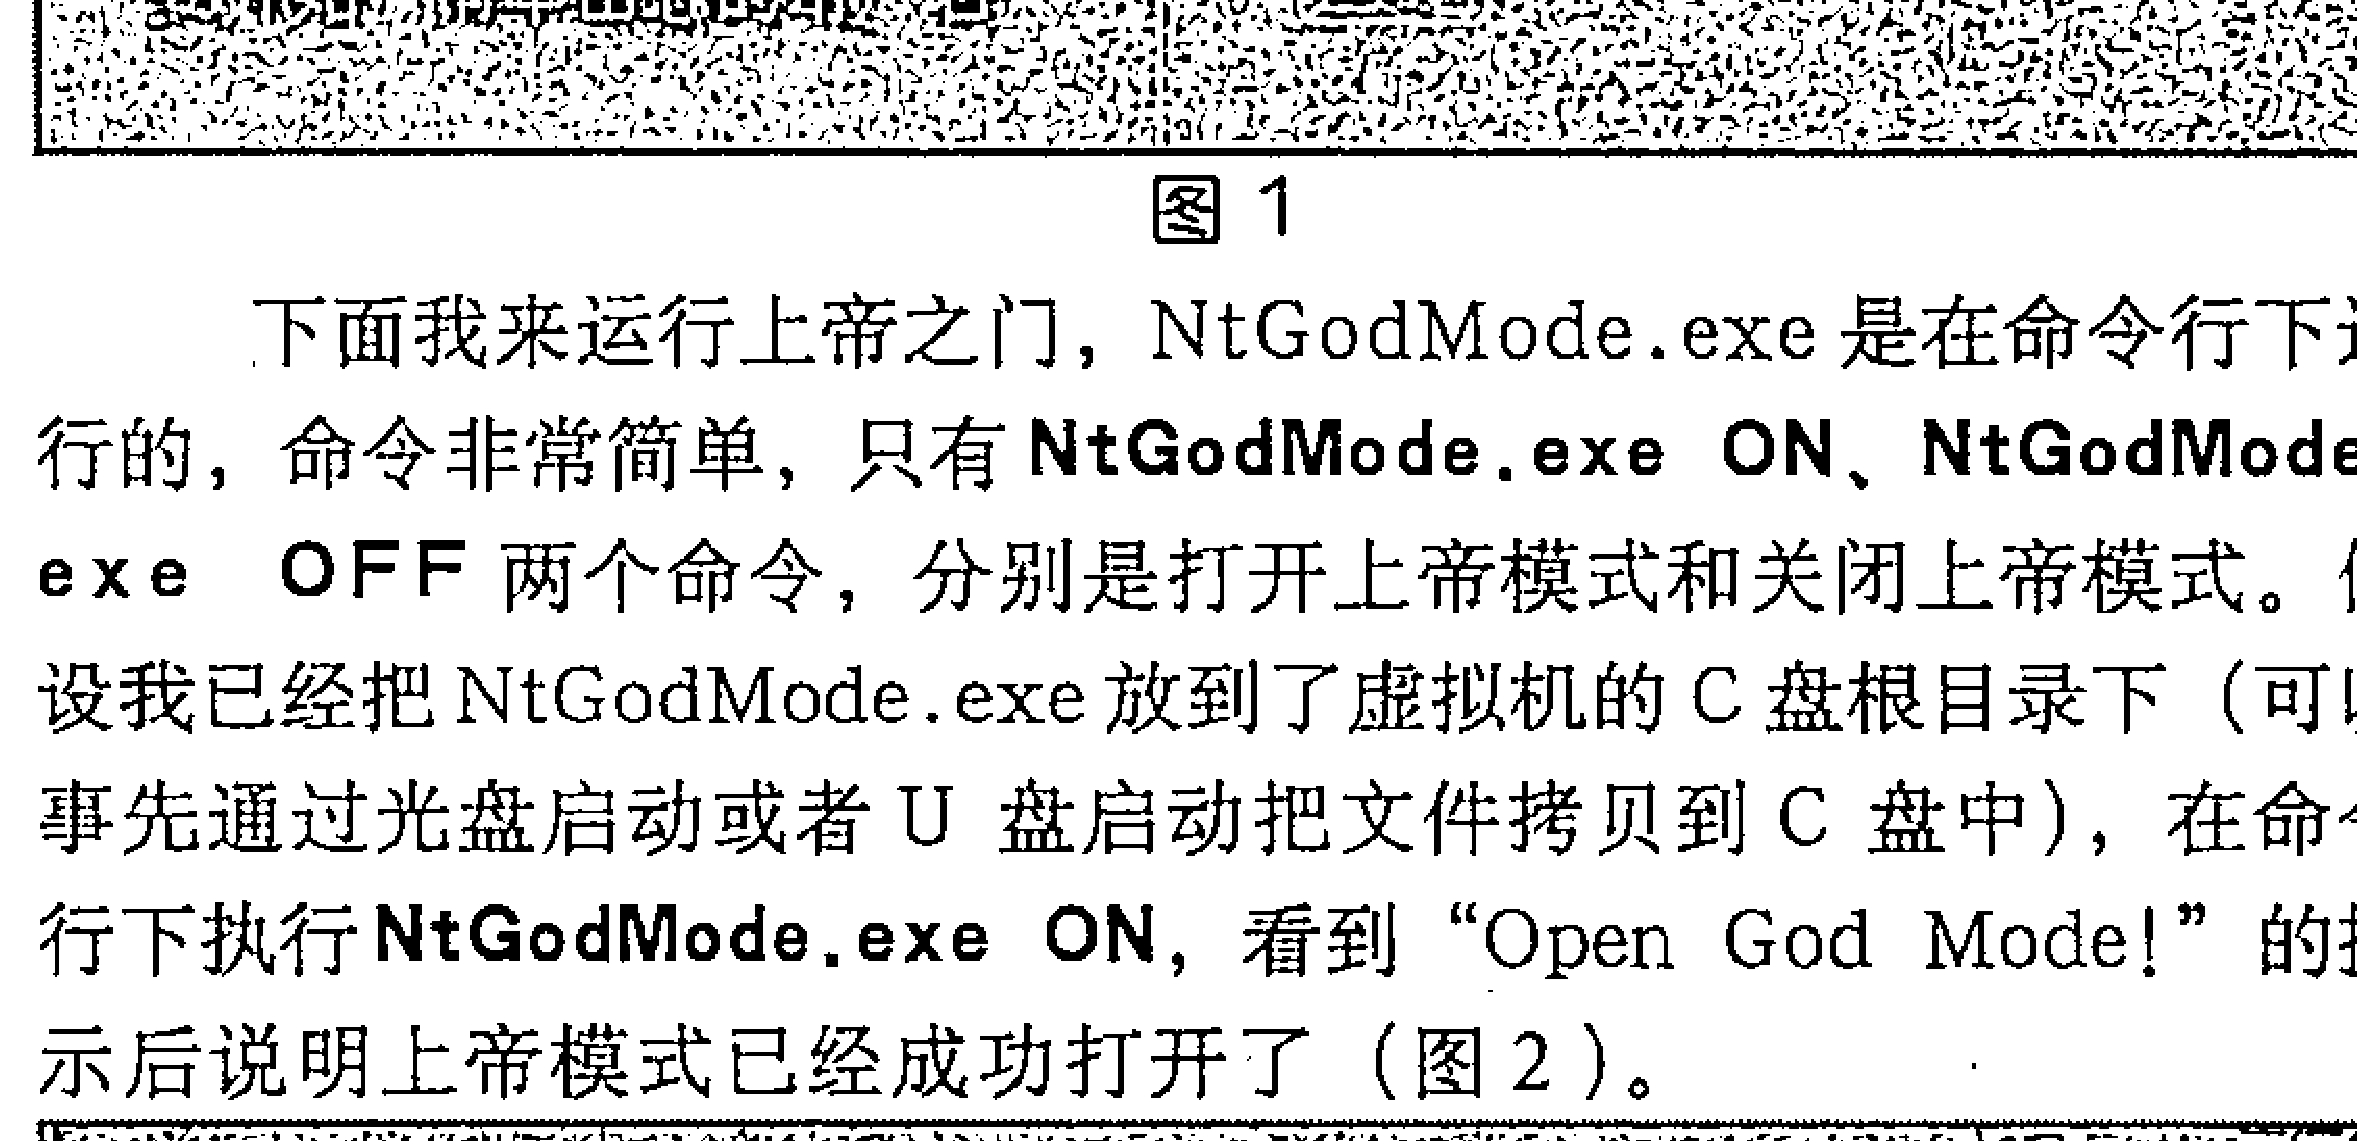 图 1
下面我来运行上帝之门，NtGodMode.exe 是在命令行下
行的，命令非常简单，只有 NtGodMode.exe ON、NtGodMode
exe OFF 两个命令，分别是打开上帝模式和关闭上帝模式。
设我已经把 NtGodMode.exe 放到了虚拟机的 C 盘根目录下（可以
事先通过光盘启动或者 U 盘启动把文件拷贝到 C 盘中），在命令
行下执行 NtGodMode.exe ON，看到 “Open God Mode!” 的
示后说明上帝模式已经成功打开了（图 2）。